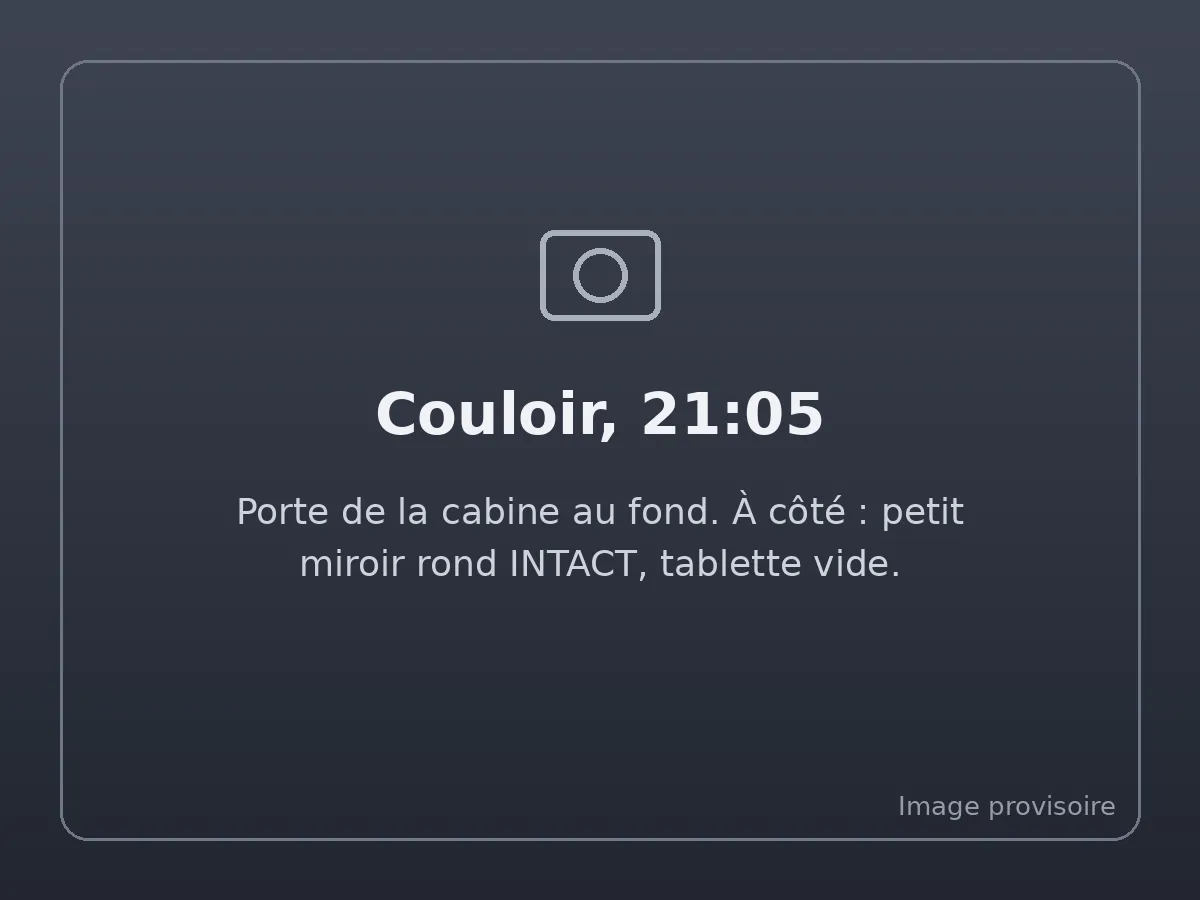 Couloir, 21:05
Porte de la cabine au fond. À côté : petit
miroir rond INTACT, tablette vide.
Image provisoire